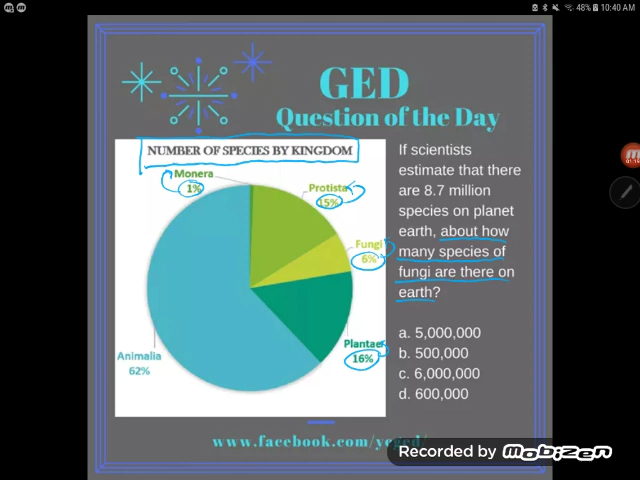 48% 10:40 AM
GED
Question of the Day
NUMBER OF SPECIES BY KINGDOM
Monera
1%
Protista
15%
Fungi
6%
Plantae
16%
Animalia
62%
If scientists
estimate that there
are 8.7 million
species on planet
earth, about how
many species of
fungi are there on
earth?
a. 5,000,000
b. 500,000
c. 6,000,000
d. 600,000
01:19
www.facebook.com/ycged/
Recorded by Mobizen